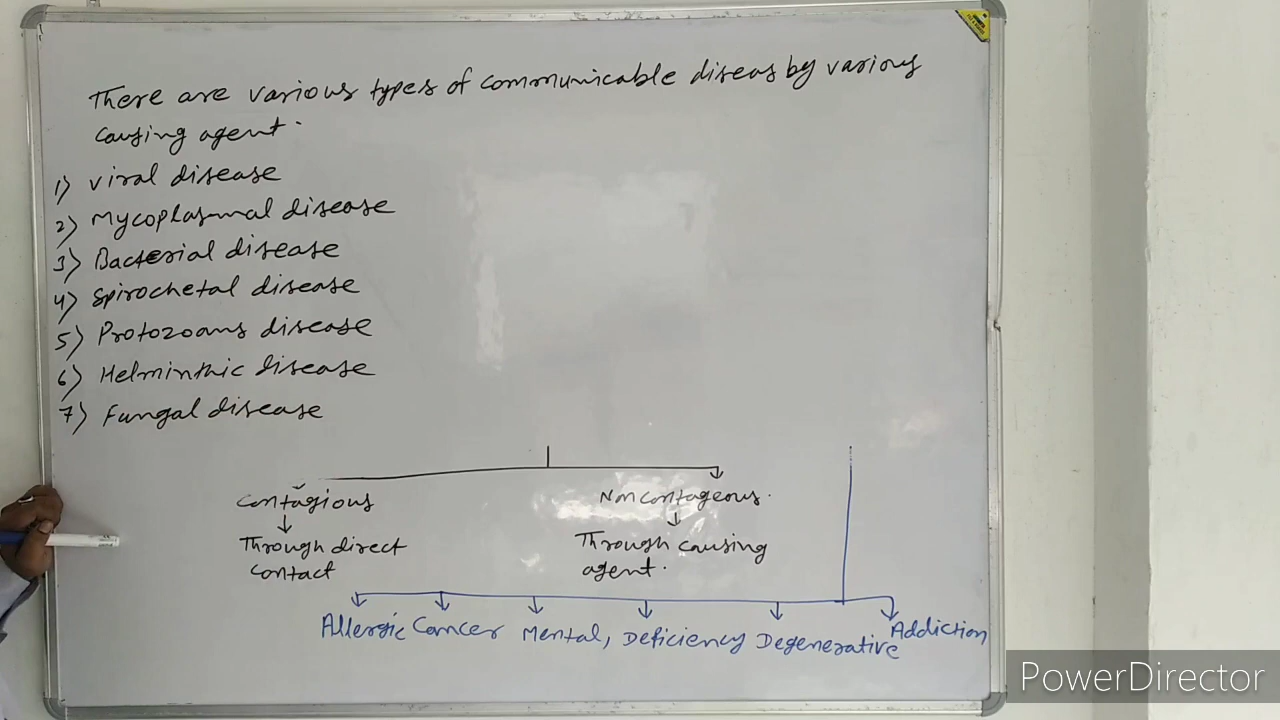 There are various types of communicable diseas by various
causing agent.
1) viral disease
2) Mycoplasmal disease
3) Bacterial disease
4) Spirochetal disease
5) Protozoans disease
6) Helminthic disease
7) Fungal disease
Contagious
Non contageous.
Through direct
contact
Through causing
agent.
Allergic Cancer Mental, Deficiency Degenerative Addiction
PowerDirector